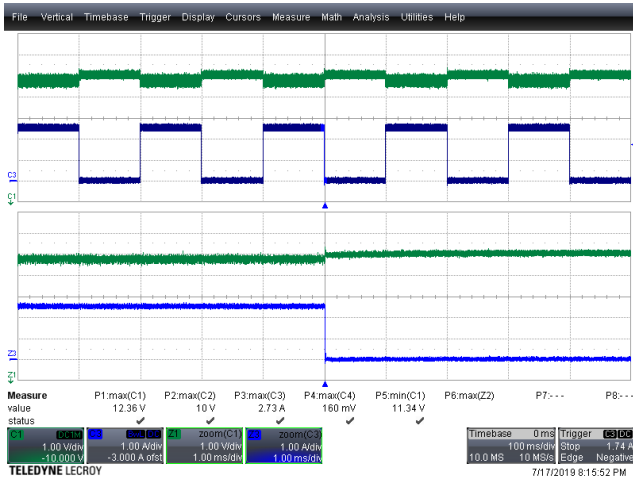 File Vertical Timebase Trigger Display Cursors Measure Math Analysis Utilities Help
C3
C1
Z3
Z1
Measure P1:max(C1) P2:max(C2) P3:max(C3) P4:max(C4) P5:min(C1) P6:max(Z2) P7:- - - P8:- - -
value 12.36 V 10 V 2.73 A 160 mV 11.34 V
status
C1 DC1M Z1 zoom(C1) zoom(C3) Timebase 0 ms Trigger C3 DC
1.00 V/div 1.00 A/div 1.00 V/div 1.00 A/div 100 ms/div Stop 1.74 A
-10.000 V -3.000 A ofst 1.00 ms/div 1.00 ms/div 10.0 MS 10 MS/s Edge Negative
TELEDYNE LECROY 7/17/2019 8:15:52 PM